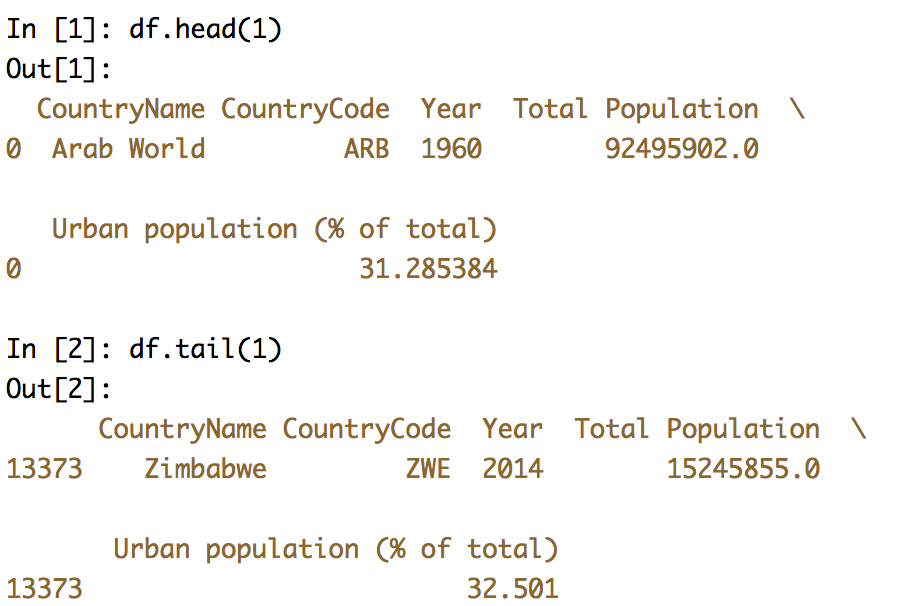 In [1]: df.head(1)
Out[1]:
  CountryName CountryCode  Year  Total Population  \
0  Arab World         ARB  1960        92495902.0

   Urban population (% of total)
0                      31.285384

In [2]: df.tail(1)
Out[2]:
      CountryName CountryCode  Year  Total Population  \
13373    Zimbabwe         ZWE  2014        15245855.0

       Urban population (% of total)
13373                         32.501